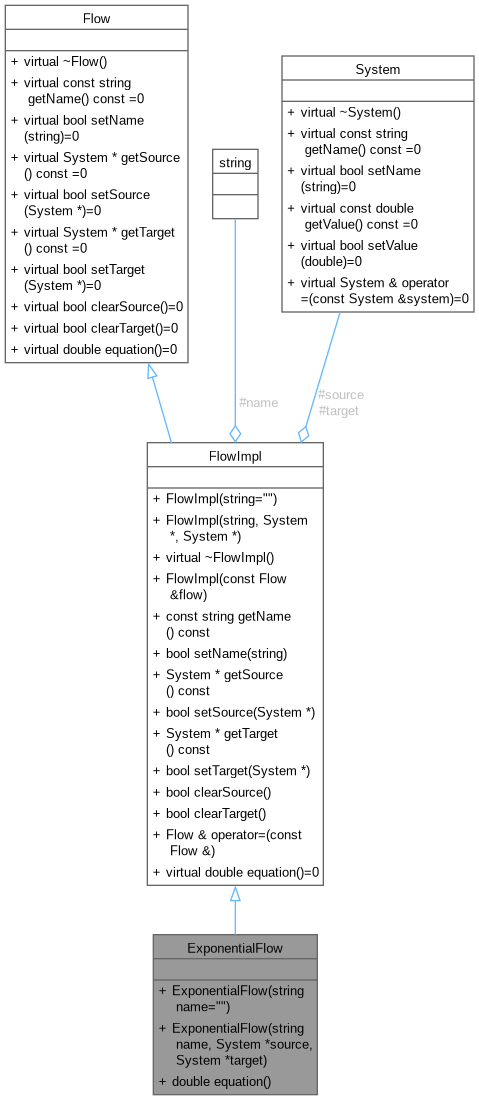 Flow
+ virtual ~Flow()
+ virtual const string
getName() const =0
+ virtual bool setName
(string)=0
+ virtual System * getSource
() const =0
+ virtual bool setSource
(System *)=0
+ virtual System * getTarget
() const =0
+ virtual bool setTarget
(System *)=0
+ virtual bool clearSource()=0
+ virtual bool clearTarget()=0
+ virtual double equation()=0
string
System
+ virtual ~System()
+ virtual const string
getName() const =0
+ virtual bool setName
(string)=0
+ virtual const double
getValue() const =0
+ virtual bool setValue
(double)=0
+ virtual System & operator
=(const System &system)=0
#name
#source
#target
FlowImpl
+ FlowImpl(string="")
+ FlowImpl(string, System
*, System *)
+ virtual ~FlowImpl()
+ FlowImpl(const Flow
&flow)
+ const string getName
() const
+ bool setName(string)
+ System * getSource
() const
+ bool setSource(System *)
+ System * getTarget
() const
+ bool setTarget(System *)
+ bool clearSource()
+ bool clearTarget()
+ Flow & operator=(const
Flow &)
+ virtual double equation()=0
ExponentialFlow
+ ExponentialFlow(string
name="")
+ ExponentialFlow(string
name, System *source,
System *target)
+ double equation()